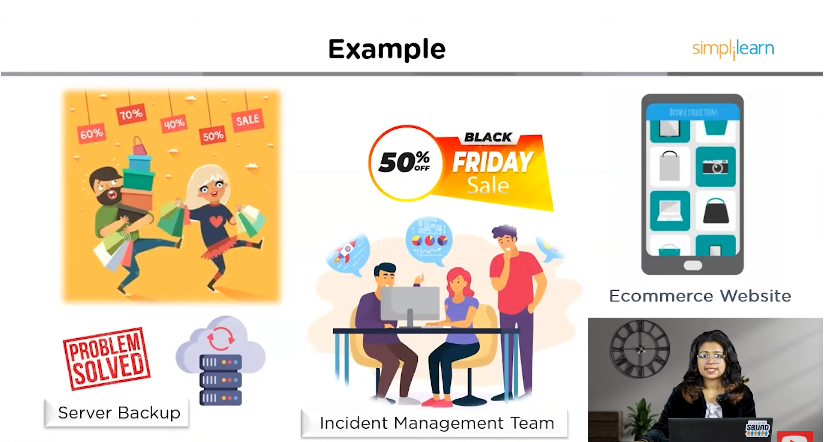 Example
simplilearn
60%
70%
40%
50%
SALE
50%
OFF
BLACK
FRIDAY
Sale
BROWSE COLLECTIONS
Ecommerce Website
PROBLEM
SOLVED
Server Backup
Incident Management Team
SQUAD